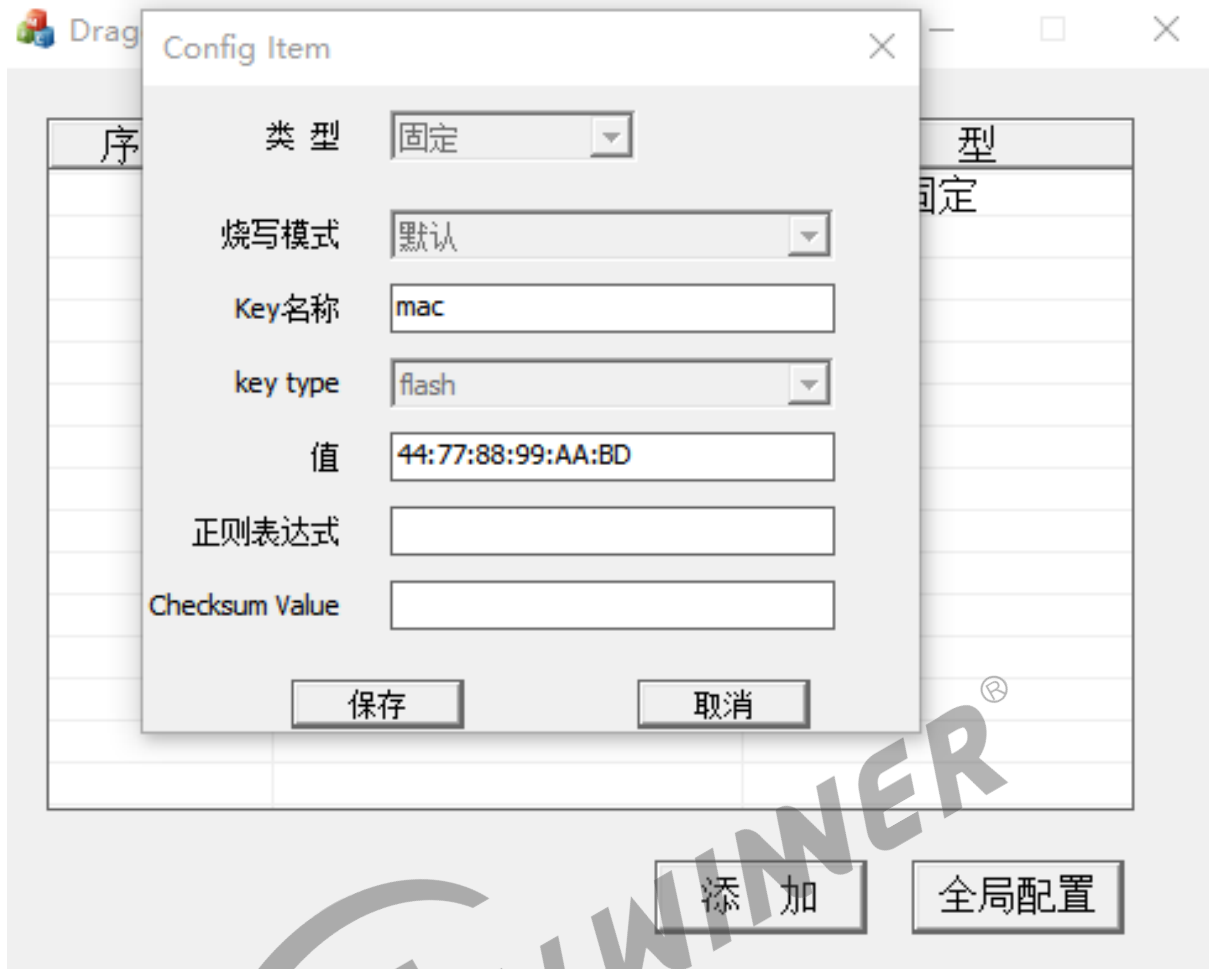 Drag
Config Item
序
型
类 型
固定
固定
烧写模式
默认
Key名称
mac
key type
flash
值
44:77:88:99:AA:BD
正则表达式
Checksum Value
保存
取消
添 加
全局配置
WINNER®